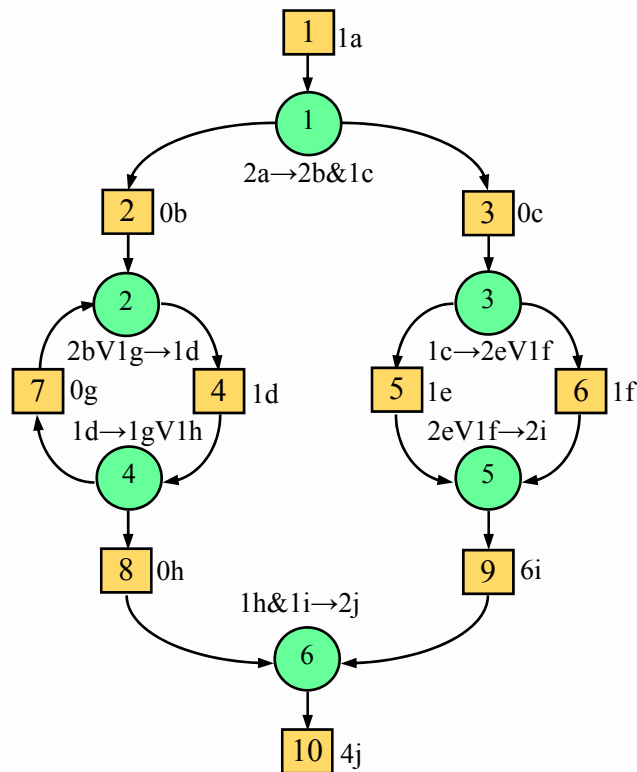 1 1a
1
2a→2b&1c
2 0b 3 0c
2 3
2bV1g→1d 1c→2eV1f
7 0g 4 1d 5 1e 6 1f
1d→1gV1h 2eV1f→2i
4 5
8 0h 9 6i
1h&1i→2j
6
10 4j